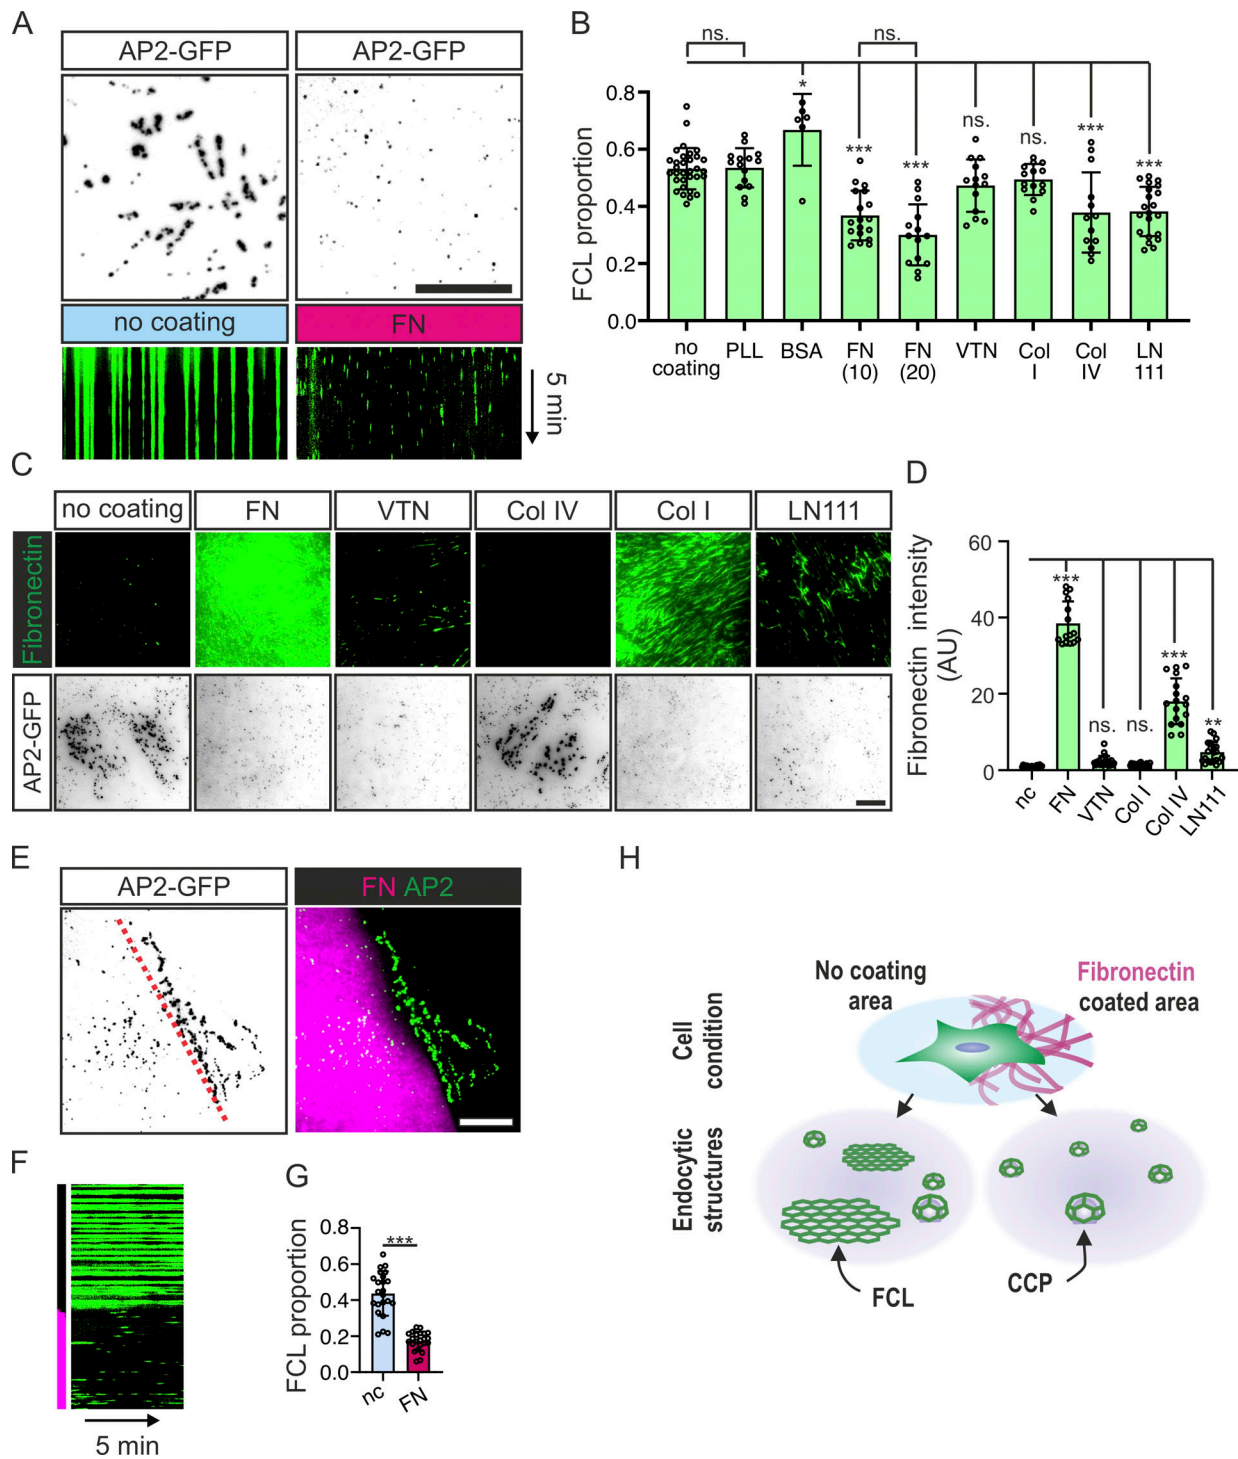 A
AP2-GFP
AP2-GFP
no coating
FN
5 min
B
ns.
ns.
FCL proportion
0.8
0.6
0.4
0.2
0.0
*
***
***
ns.
ns.
***
***
no coating
PLL
BSA
FN (10)
FN (20)
VTN
Col I
Col IV
LN 111
C
no coating
FN
VTN
Col IV
Col I
LN111
Fibronectin
AP2-GFP
D
Fibronectin intensity
(AU)
60
40
20
0
***
ns.
ns.
***
**
nc
FN
VTN
Col I
Col IV
LN111
E
AP2-GFP
FN AP2
F
5 min
G
FCL proportion
0.8
0.6
0.4
0.2
0.0
***
nc
FN
H
No coating
area
Fibronectin
coated area
Cell
condition
Endocytic
structures
FCL
CCP